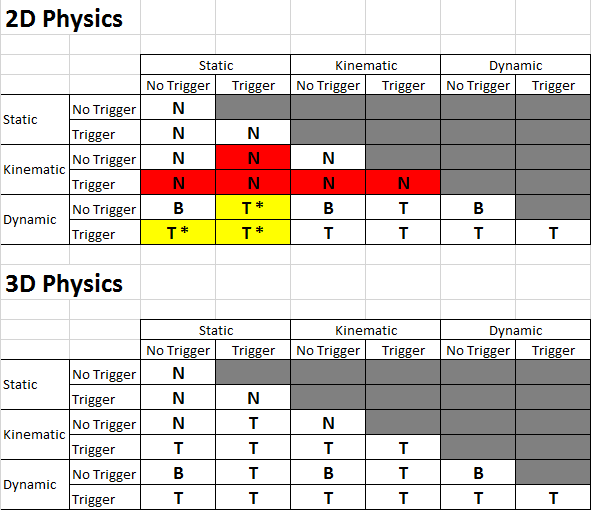 2D Physics
Static Kinematic Dynamic
No Trigger Trigger No Trigger Trigger No Trigger Trigger
Static No Trigger N
Trigger N N
Kinematic No Trigger N N N
Trigger N N N N
Dynamic No Trigger B T * B T B
Trigger T * T * T T T T
3D Physics
Static Kinematic Dynamic
No Trigger Trigger No Trigger Trigger No Trigger Trigger
Static No Trigger N
Trigger N N
Kinematic No Trigger N T N
Trigger T T T T
Dynamic No Trigger B T B T B
Trigger T T T T T T